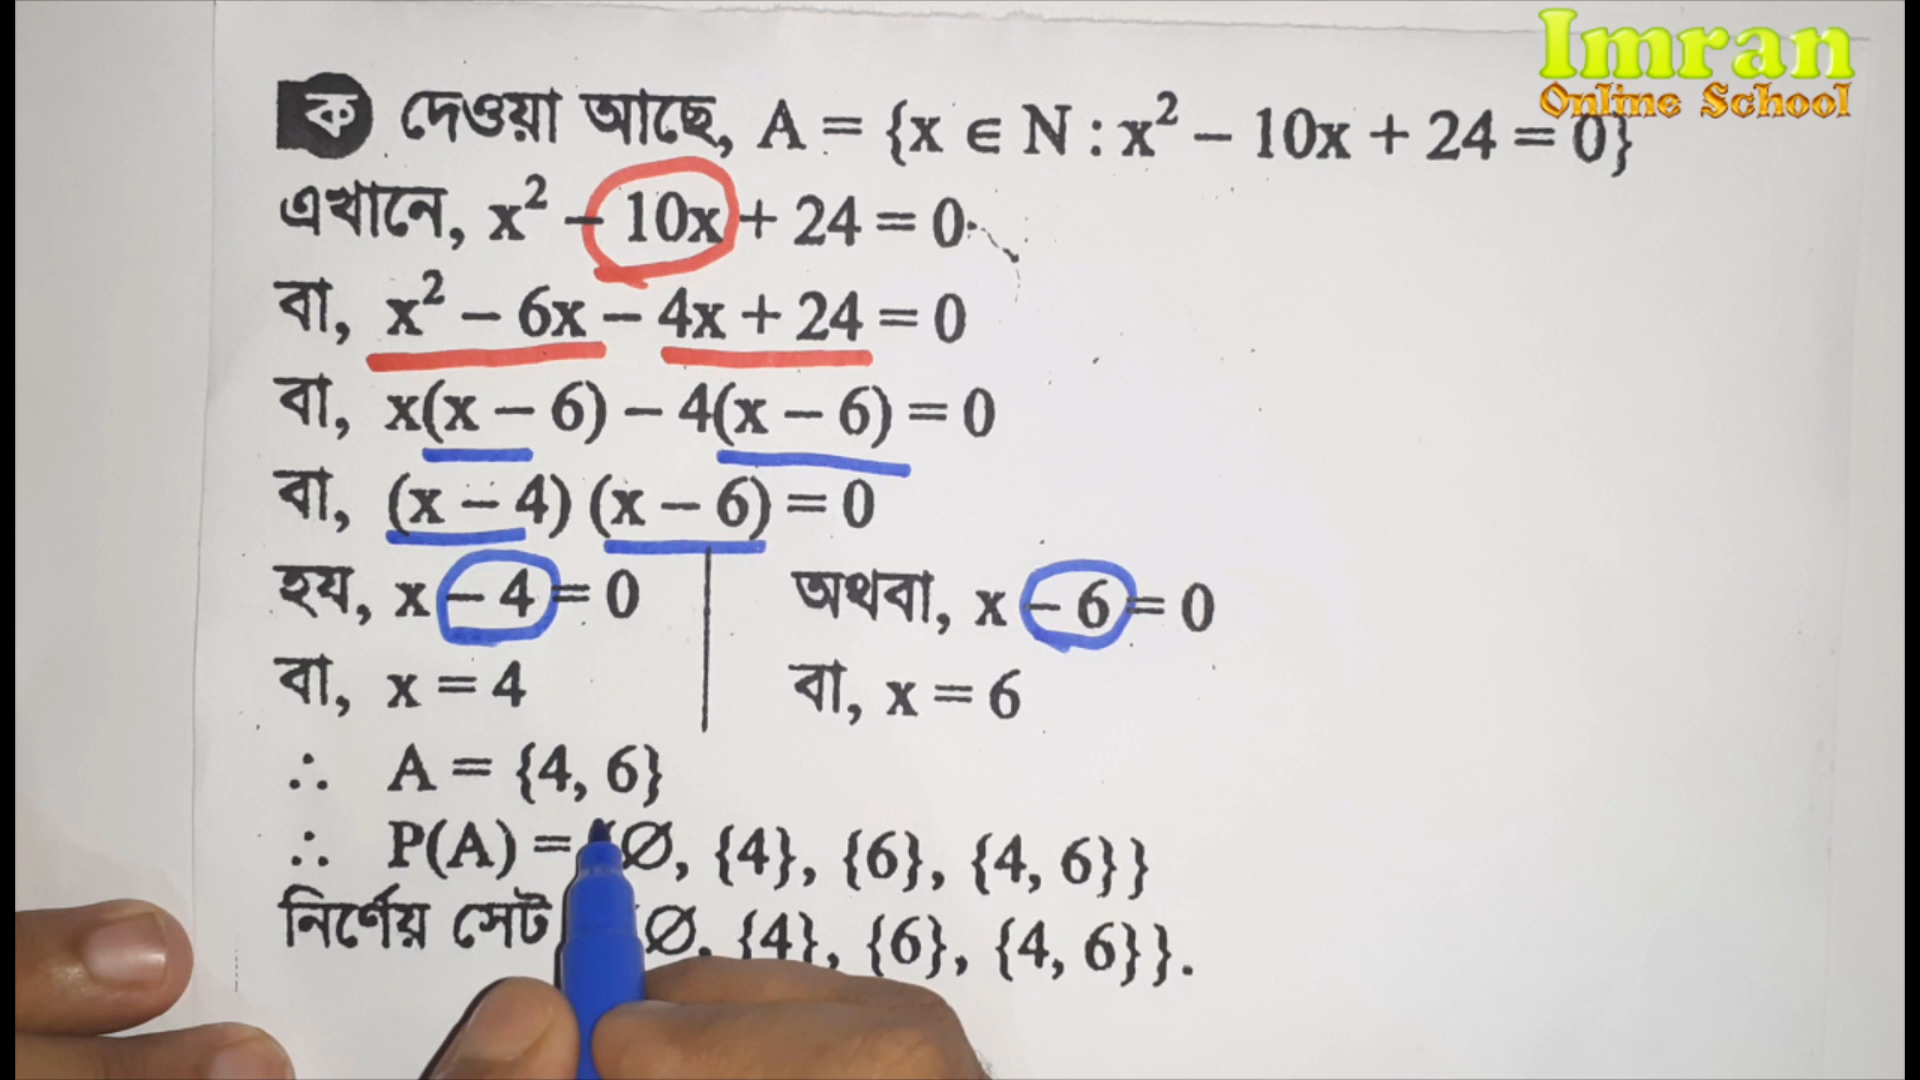 Imran
Online School
ক দেওয়া আছে, A = {x ∈ N : x² – 10x + 24 = 0}
এখানে, x² – 10x + 24 = 0
বা, x² – 6x – 4x + 24 = 0
বা, x(x – 6) – 4(x – 6) = 0
বা, (x – 4) (x – 6) = 0
হয়, x – 4 = 0 অথবা, x – 6 = 0
বা, x = 4 বা, x = 6
∴ A = {4, 6}
∴ P(A) = {∅, {4}, {6}, {4, 6}}
নির্ণেয় সেট {∅, {4}, {6}, {4, 6}}.